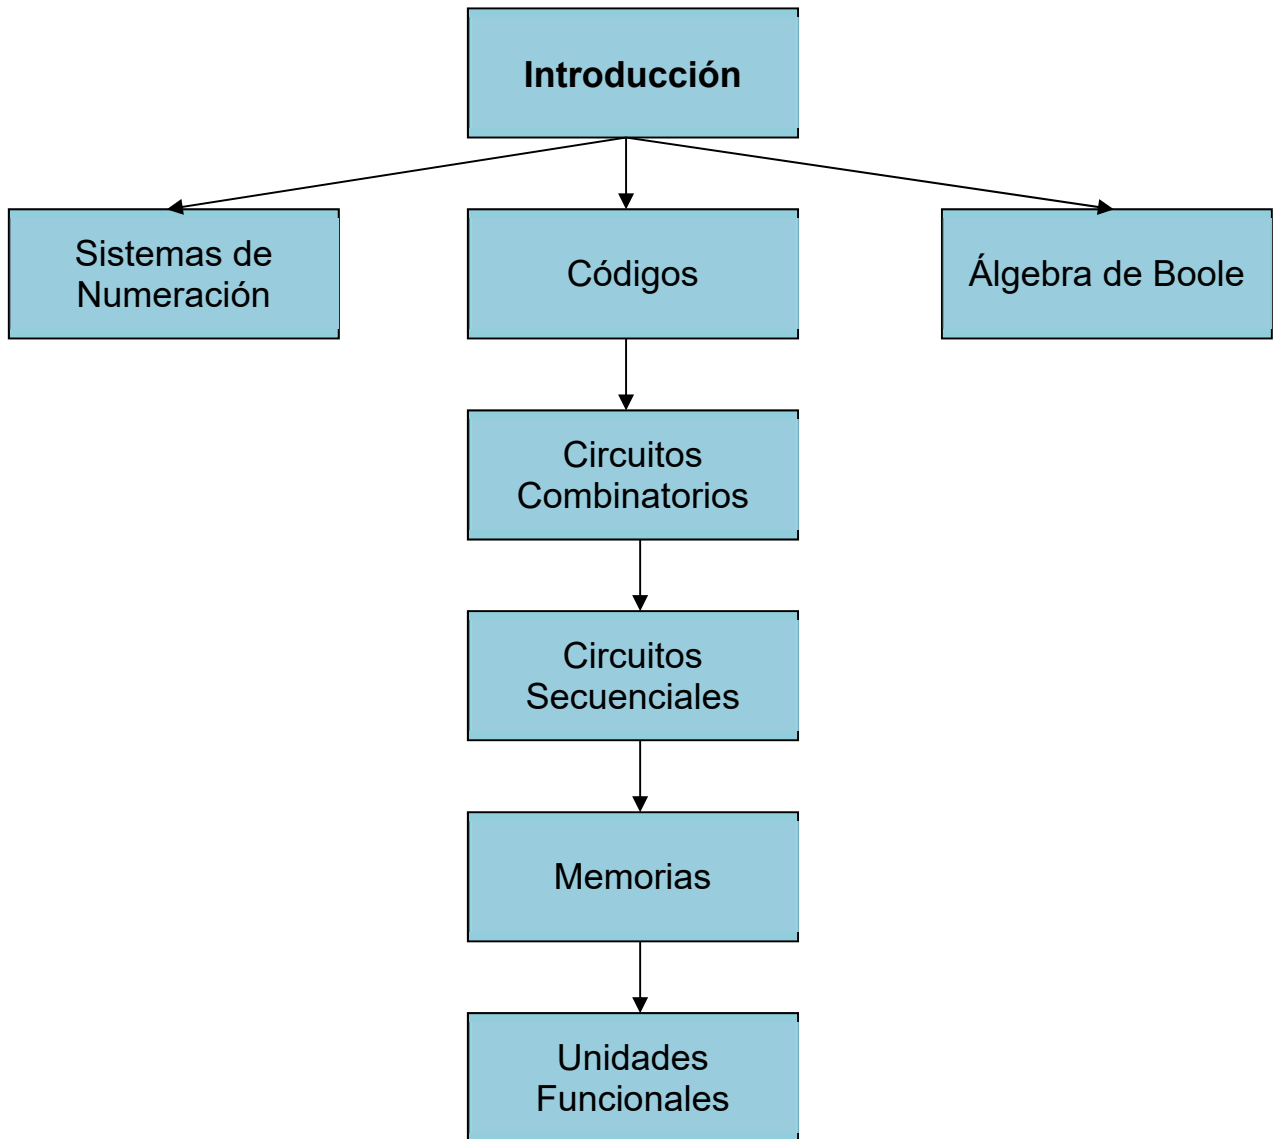 Introducción
Sistemas de
Numeración
Códigos
Álgebra de Boole
Circuitos
Combinatorios
Circuitos
Secuenciales
Memorias
Unidades
Funcionales